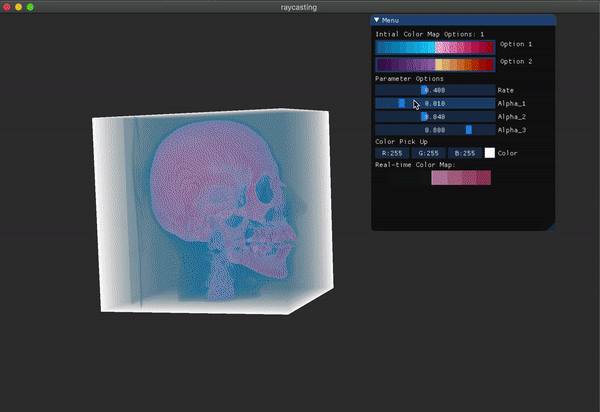 raycasting
Menu
Intial Color Map Options: 1
Option 1
Option 2
Parameter Options
0.408 Rate
0.010 Alpha_1
0.040 Alpha_2
0.880 Alpha_3
Color Pick Up
R:255 G:255 B:255 Color
Real-time Color Map: